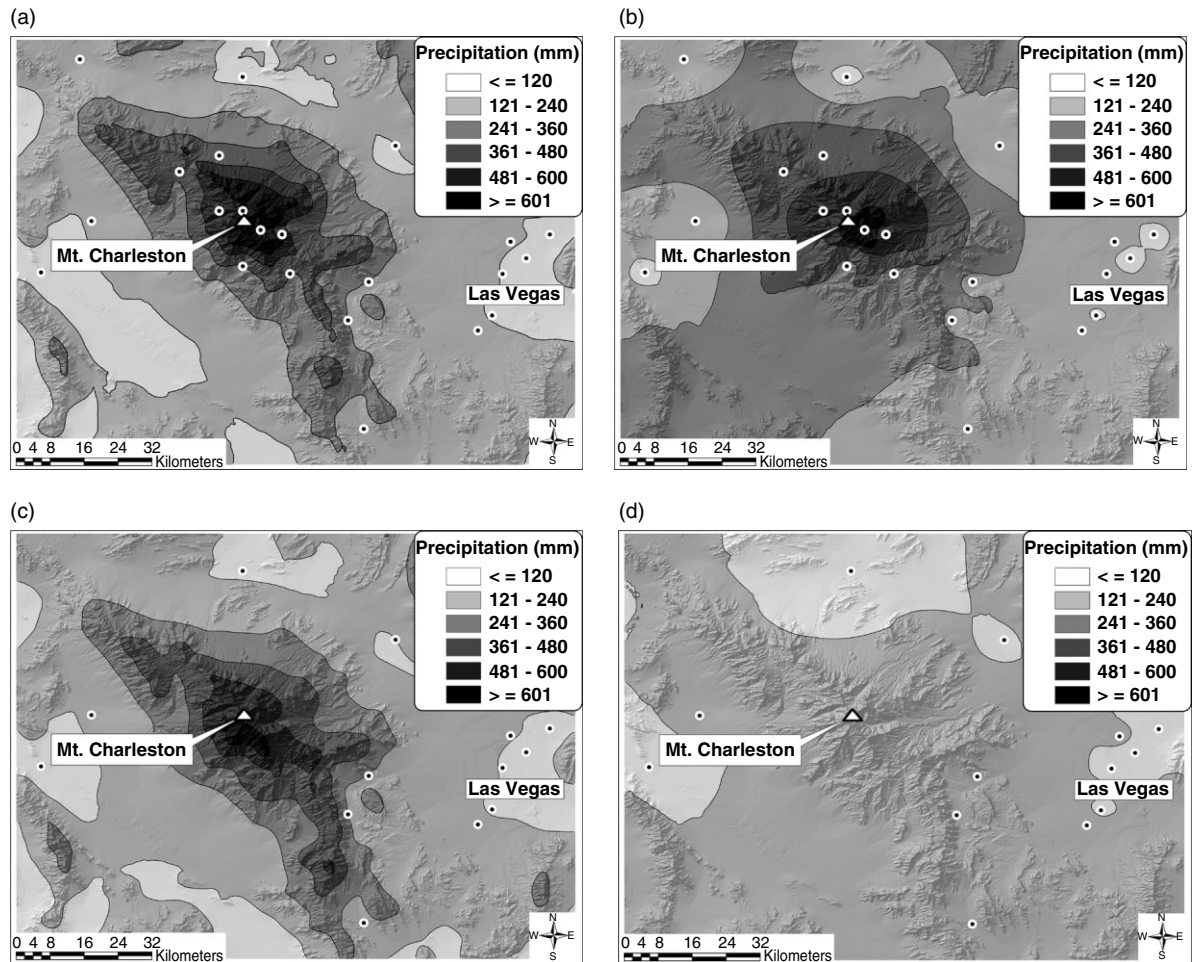 (a)
Precipitation (mm)
< = 120
121 - 240
241 - 360
361 - 480
481 - 600
> = 601
Mt. Charleston
Las Vegas
0 4 8 16 24 32
Kilometers
N
W E
S
(b)
Precipitation (mm)
< = 120
121 - 240
241 - 360
361 - 480
481 - 600
> = 601
Mt. Charleston
Las Vegas
0 4 8 16 24 32
Kilometers
N
W E
S
(c)
Precipitation (mm)
< = 120
121 - 240
241 - 360
361 - 480
481 - 600
> = 601
Mt. Charleston
Las Vegas
0 4 8 16 24 32
Kilometers
N
W E
S
(d)
Precipitation (mm)
< = 120
121 - 240
241 - 360
361 - 480
481 - 600
> = 601
Mt. Charleston
Las Vegas
0 4 8 16 24 32
Kilometers
N
W E
S